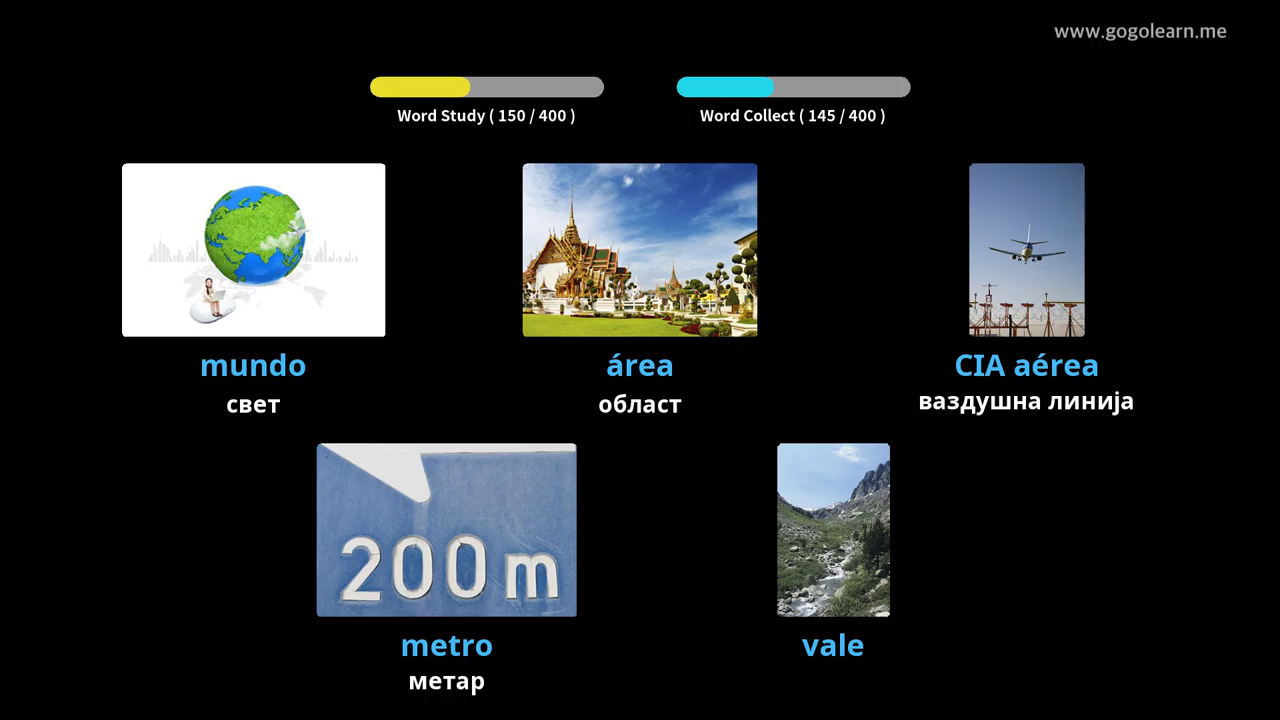 www.gogolearn.me
Word Study ( 150 / 400 )
Word Collect ( 145 / 400 )
mundo
свет
área
област
CIA aérea
ваздушна линија
200 m
metro
метар
vale